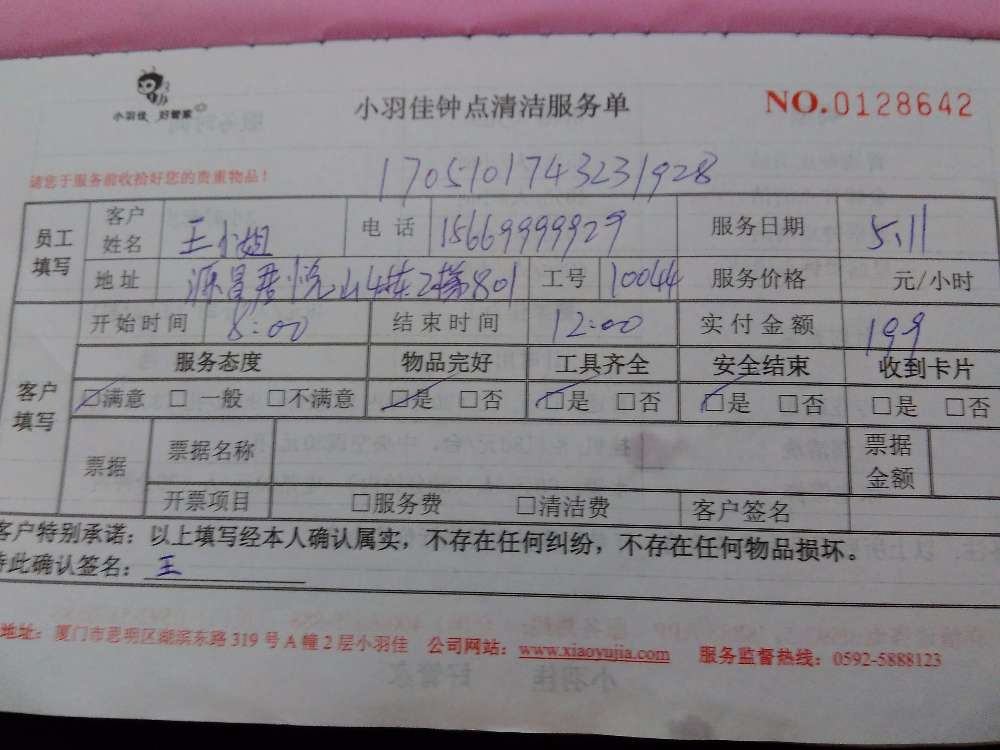 小羽佳 好管家
小羽佳钟点清洁服务单
NO.0128642
请您于服务前收拾好您的贵重物品！
1705101743231928
员工填写 客户姓名 王小姐 电话 15669999929 服务日期 5.11
地址 源昌君悦山4栋2梯801 工号 10044 服务价格 元/小时
客户填写 开始时间 8:00 结束时间 12:00 实付金额 199
服务态度 物品完好 工具齐全 安全结束 收到卡片
☑满意 □一般 □不满意 ☑是 □否 ☑是 □否 ☑是 □否 □是 □否
票据 票据名称 票据金额
开票项目 □服务费 □清洁费 客户签名
客户特别承诺：以上填写经本人确认属实，不存在任何纠纷，不存在任何物品损坏。
特此确认签名：王
地址：厦门市思明区湖滨东路319号A幢2层小羽佳 公司网站：www.xiaoyujia.com 服务监督热线：0592-5888123